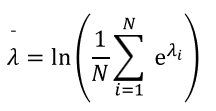 λ̄ = ln(1/N ∑_{i=1}^{N} e^{λ_i})